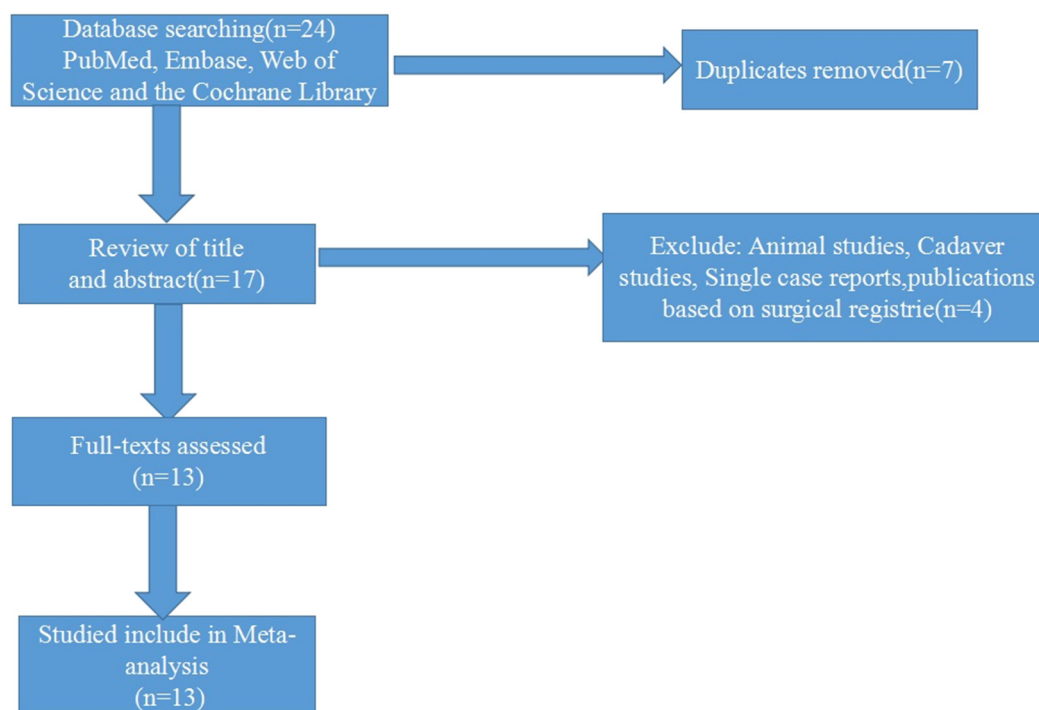 Database searching(n=24)
PubMed, Embase, Web of
Science and the Cochrane Library
Duplicates removed(n=7)
Review of title
and abstract(n=17)
Exclude: Animal studies, Cadaver
studies, Single case reports,publications
based on surgical registrie(n=4)
Full-texts assessed
(n=13)
Studied include in Meta-
analysis
(n=13)